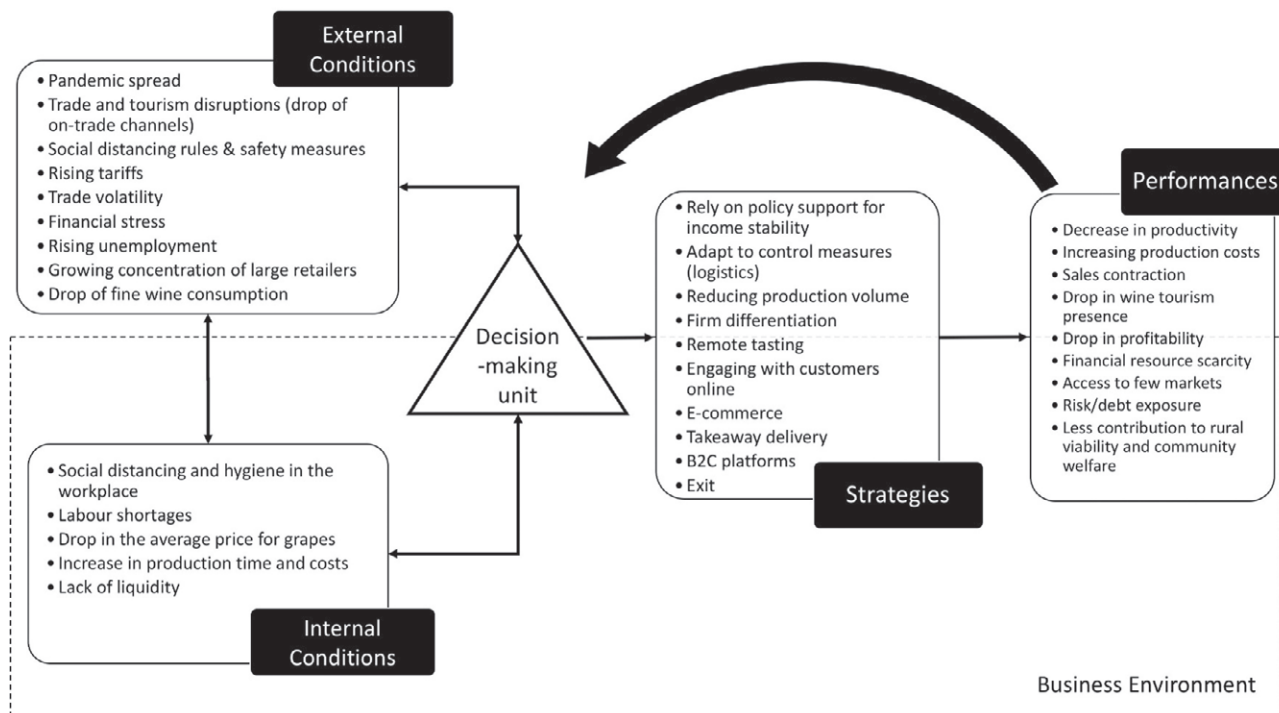 External
Conditions
• Pandemic spread
• Trade and tourism disruptions (drop of
on-trade channels)
• Social distancing rules & safety measures
• Rising tariffs
• Trade volatility
• Financial stress
• Rising unemployment
• Growing concentration of large retailers
• Drop of fine wine consumption
• Social distancing and hygiene in the
workplace
• Labour shortages
• Drop in the average price for grapes
• Increase in production time and costs
• Lack of liquidity
Internal
Conditions
Decision
-making
unit
• Rely on policy support for
income stability
• Adapt to control measures
(logistics)
• Reducing production volume
• Firm differentiation
• Remote tasting
• Engaging with customers
online
• E-commerce
• Takeaway delivery
• B2C platforms
• Exit
Strategies
Performances
• Decrease in productivity
• Increasing production costs
• Sales contraction
• Drop in wine tourism
presence
• Drop in profitability
• Financial resource scarcity
• Access to few markets
• Risk/debt exposure
• Less contribution to rural
viability and community
welfare
Business Environment